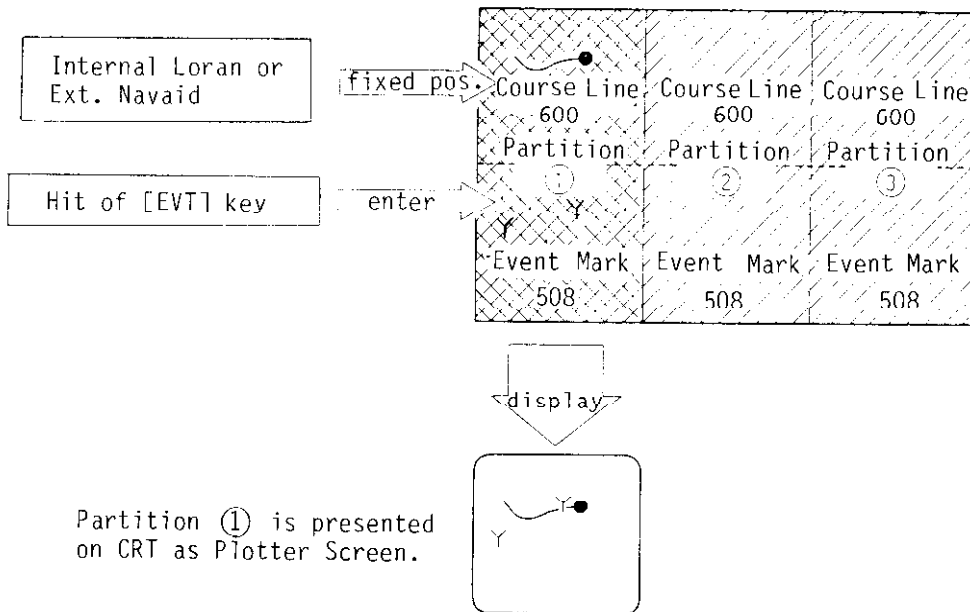 Internal Loran or
Ext. Navaid
fixed pos.
Course Line
600
Course Line
600
Course Line
600
Partition
①
Partition
②
Partition
③
Hit of [EVT] key
enter
Event Mark
508
Event Mark
508
Event Mark
508
display
Partition ① is presented
on CRT as Plotter Screen.